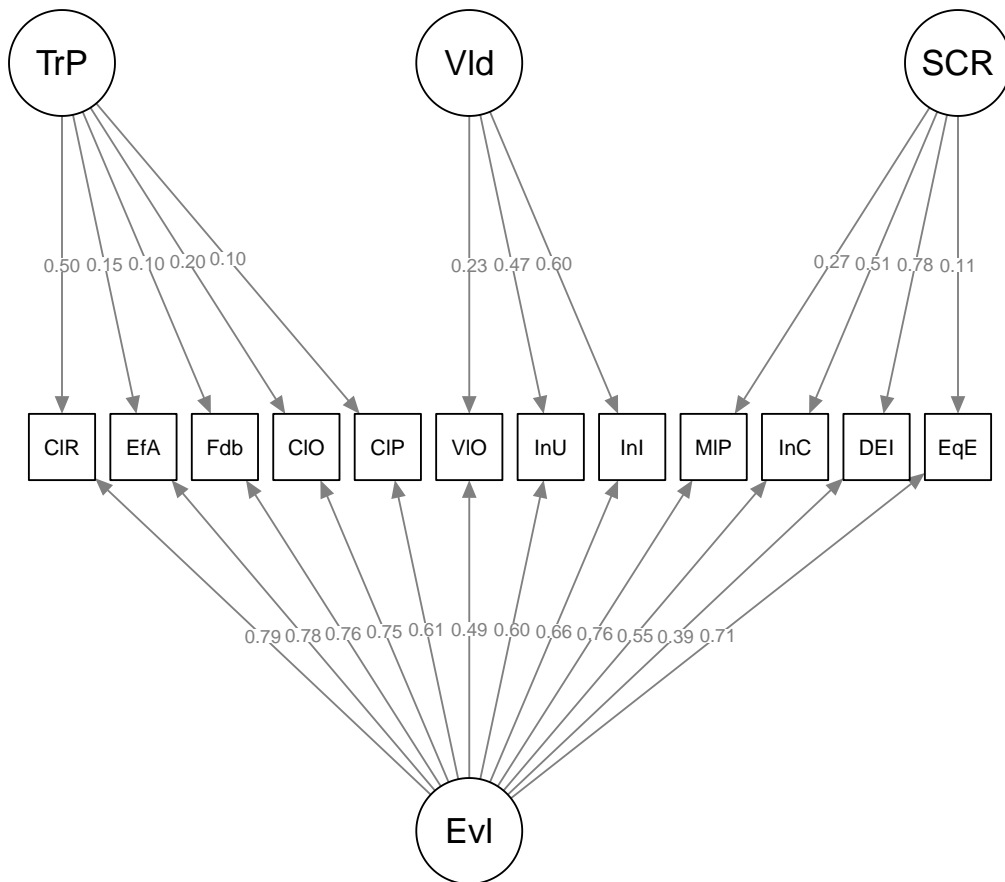 TrP Vld SCR
0.50 0.15 0.10 0.20 0.10 0.23 0.47 0.60 0.27 0.51 0.78 0.11
ClR EfA Fdb ClO ClP VlO InU InI MIP InC DEI EqE
0.79 0.78 0.76 0.75 0.61 0.49 0.60 0.66 0.76 0.55 0.39 0.71
Evl